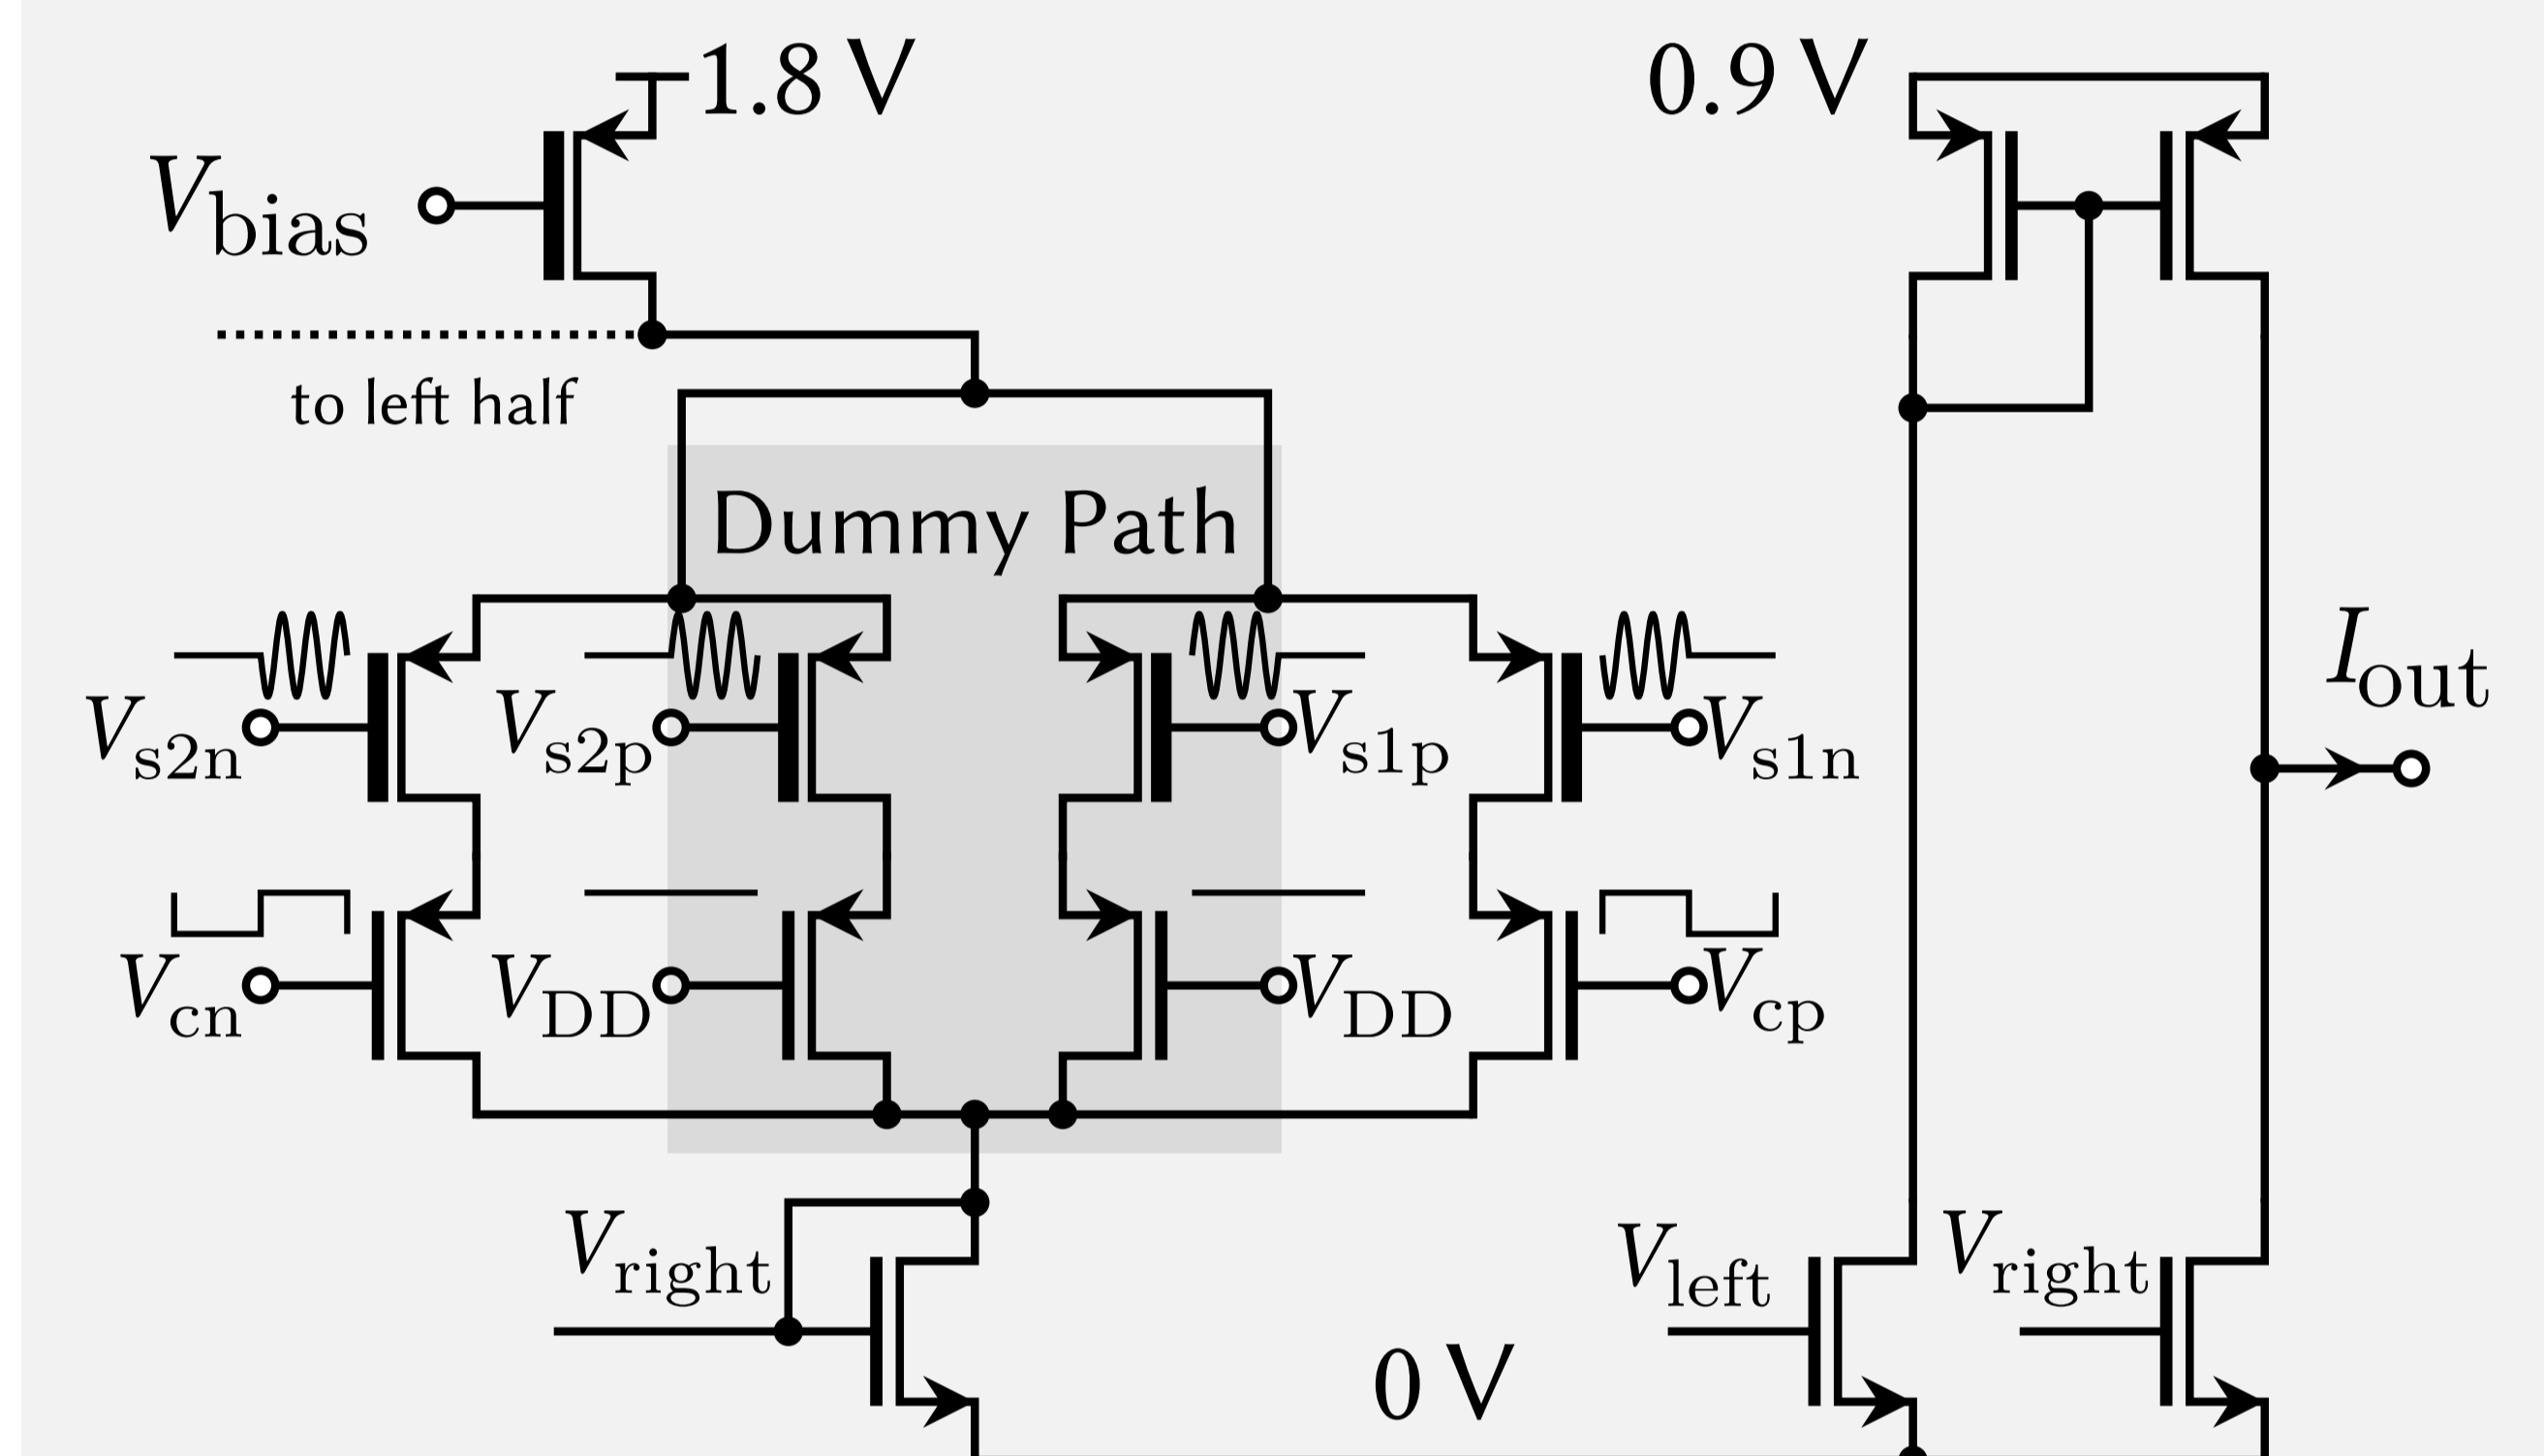 1.8 V
0.9 V
Vbias
to left half
Dummy Path
Iout
Vs2n
Vs2p
Vs1p
Vs1n
Vcn
VDD
VDD
Vcp
Vright
Vleft
Vright
0 V